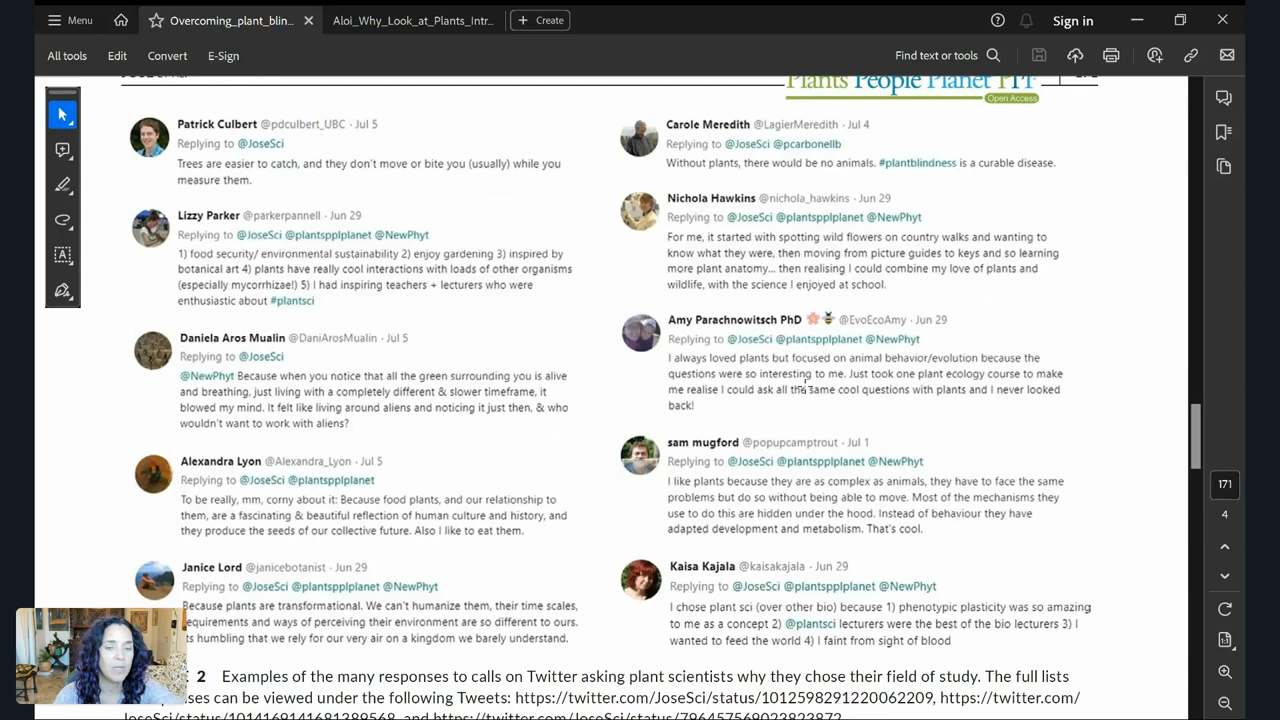 Menu
Overcoming_plant_blin...
Aloi_Why_Look_at_Plants_Intr...
Create
Sign in
All tools
Edit
Convert
E-Sign
Find text or tools
Plants People Planet PPP
Open Access
Patrick Culbert @pdculbert_UBC · Jul 5
Replying to @JoseSci
Trees are easier to catch, and they don't move or bite you (usually) while you
measure them.
Lizzy Parker @parkerpannell · Jun 29
Replying to @JoseSci @plantspplplanet @NewPhyt
1) food security/ environmental sustainability 2) enjoy gardening 3) inspired by
botanical art 4) plants have really cool interactions with loads of other organisms
(especially mycorrhizae!) 5) I had inspiring teachers + lecturers who were
enthusiastic about #plantsci
Daniela Aros Mualin @DaniArosMualin · Jul 5
Replying to @JoseSci
@NewPhyt Because when you notice that all the green surrounding you is alive
and breathing, just living with a completely different & slower timeframe, it
blowed my mind. It felt like living around aliens and noticing it just then, & who
wouldn't want to work with aliens?
Alexandra Lyon @Alexandra_Lyon · Jul 5
Replying to @JoseSci @plantspplplanet
To be really, mm, corny about it: Because food plants, and our relationship to
them, are a fascinating & beautiful reflection of human culture and history, and
they produce the seeds of our collective future. Also I like to eat them.
Janice Lord @janicebotanist · Jun 29
Replying to @JoseSci @plantspplplanet @NewPhyt
Because plants are transformational. We can't humanize them, their time scales,
requirements and ways of perceiving their environment are so different to ours.
its humbling that we rely for our very air on a kingdom we barely understand.
Carole Meredith @LagierMeredith · Jul 4
Replying to @JoseSci @pcarbonellb
Without plants, there would be no animals. #plantblindness is a curable disease.
Nichola Hawkins @nichola_hawkins · Jun 29
Replying to @JoseSci @plantspplplanet @NewPhyt
For me, it started with spotting wild flowers on country walks and wanting to
know what they were, then moving from picture guides to keys and so learning
more plant anatomy... then realising I could combine my love of plants and
wildlife, with the science I enjoyed at school.
Amy Parachnowitsch PhD 🌸🐝 @EvoEcoAmy · Jun 29
Replying to @JoseSci @plantspplplanet @NewPhyt
I always loved plants but focused on animal behavior/evolution because the
questions were so interesting to me. Just took one plant ecology course to make
me realise I could ask all the same cool questions with plants and I never looked
back!
sam mugford @popupcamptrout · Jul 1
Replying to @JoseSci @plantspplplanet @NewPhyt
I like plants because they are as complex as animals, they have to face the same
problems but do so without being able to move. Most of the mechanisms they
use to do this are hidden under the hood. Instead of behaviour they have
adapted development and metabolism. That's cool.
Kaisa Kajala @kaisakajala · Jun 29
Replying to @JoseSci @plantspplplanet @NewPhyt
I chose plant sci (over other bio) because 1) phenotypic plasticity was so amazing
to me as a concept 2) @plantsci lecturers were the best of the bio lecturers 3) I
wanted to feed the world 4) I faint from sight of blood
2 Examples of the many responses to calls on Twitter asking plant scientists why they chose their field of study. The full lists
can be viewed under the following Tweets: https://twitter.com/JoseSci/status/1012598291220062209, https://twitter.com/
JoseSci/status/1014169141681389568, and https://twitter.com/JoseSci/status/796457569023823872
171
4